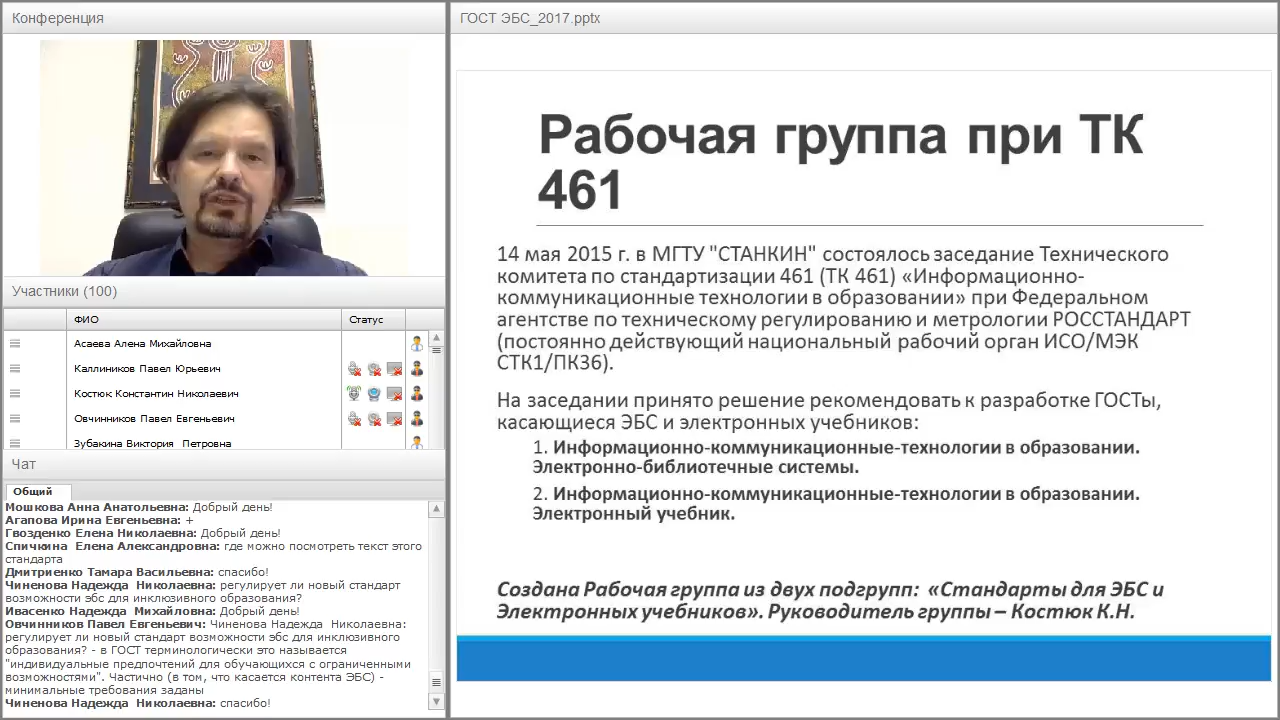 Конференция
Участники (100)
ФИО Статус
Асаева Алена Михайловна
Каллиников Павел Юрьевич
Костюк Константин Николаевич
Овчинников Павел Евгеньевич
Зубакина Виктория Петровна
Чат
Общий
Мошкова Анна Анатольевна: Добрый день!
Агапова Ирина Евгеньевна: +
Гвозденко Елена Николаевна: Добрый день!
Спичкина Елена Александровна: где можно посмотреть текст этого
стандарта
Дмитриенко Тамара Васильевна: спасибо!
Чиненова Надежда Николаевна: регулирует ли новый стандарт
возможности эбс для инклюзивного образования?
Ивасенко Надежда Михайловна: Добрый день!
Овчинников Павел Евгеньевич: Чиненова Надежда Николаевна:
регулирует ли новый стандарт возможности эбс для инклюзивного
образования? - в ГОСТ терминологически это называется
"индивидуальные предпочтений для обучающихся с ограниченными
возможностями". Частично (в том, что касается контента ЭБС) -
минимальные требования заданы
Чиненова Надежда Николаевна: спасибо!
ГОСТ ЭБС_2017.pptx
Рабочая группа при ТК
461
14 мая 2015 г. в МГТУ "СТАНКИН" состоялось заседание Технического
комитета по стандартизации 461 (ТК 461) «Информационно-
коммуникационные технологии в образовании» при Федеральном
агентстве по техническому регулированию и метрологии РОССТАНДАРТ
(постоянно действующий национальный рабочий орган ИСО/МЭК
СТК1/ПК36).
На заседании принято решение рекомендовать к разработке ГОСТы,
касающиеся ЭБС и электронных учебников:
1. Информационно-коммуникационные-технологии в образовании.
Электронно-библиотечные системы.
2. Информационно-коммуникационные-технологии в образовании.
Электронный учебник.
Создана Рабочая группа из двух подгрупп: «Стандарты для ЭБС и
Электронных учебников». Руководитель группы – Костюк К.Н.